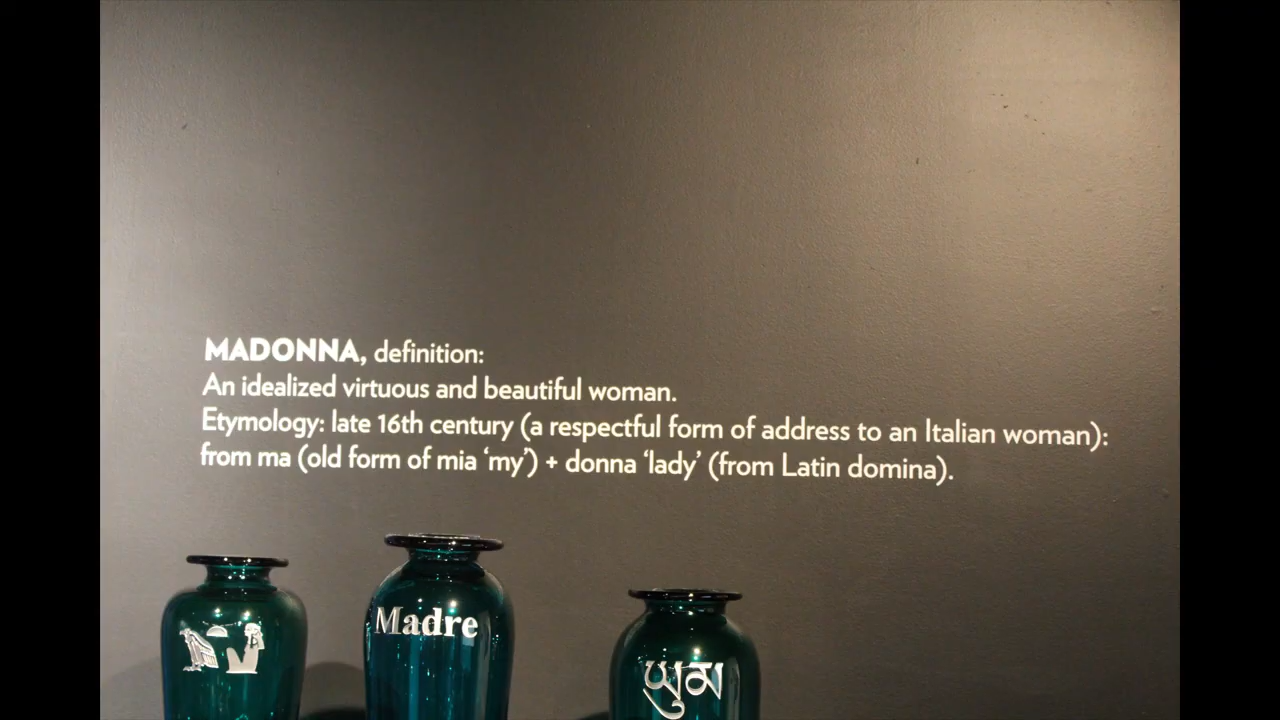 MADONNA, definition:
An idealized virtuous and beautiful woman.
Etymology: late 16th century (a respectful form of address to an Italian woman):
from ma (old form of mia ‘my’) + donna ‘lady’ (from Latin domina).
Madre
ཡུམ